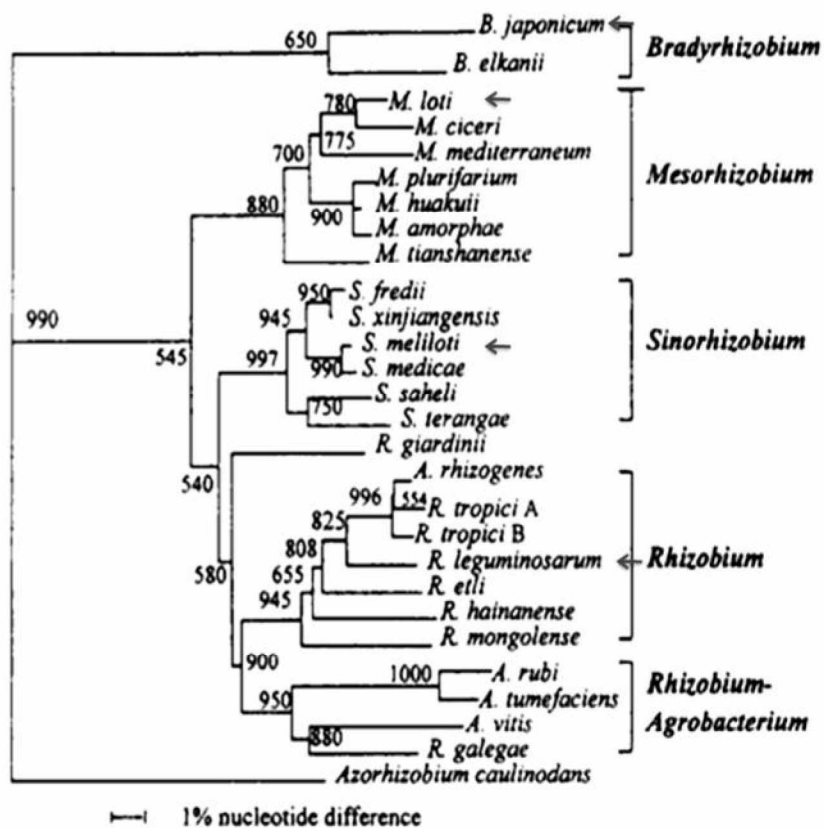 650
B. japonicum
B. elkanii
Bradyrhizobium
780
M. loti
M. ciceri
775
M. mediterraneum
700
M. plurifarium
M. huakuii
900
M. amorphae
880
M. tianshanense
Mesorhizobium
950
S. fredii
945
S. xinjiangensis
S. meliloti
997
990
S. medicae
S. saheli
750
S. terangae
Sinorhizobium
990
545
R. giardinii
540
A. rhizogenes
996
554
R. tropici A
825
R. tropici B
808
R. leguminosarum
Rhizobium
580
655
R. etli
945
R. hainanense
R. mongolense
900
1000
A. rubi
950
A. tumefaciens
A. vitis
880
R. galegae
Rhizobium-
Agrobacterium
Azorhizobium caulinodans
1% nucleotide difference